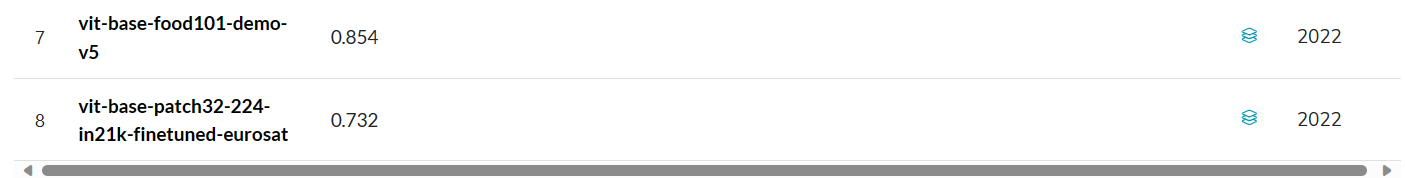 7 vit-base-food101-demo- 0.854 2022
v5
8 vit-base-patch32-224- 0.732 2022
in21k-finetuned-eurosat